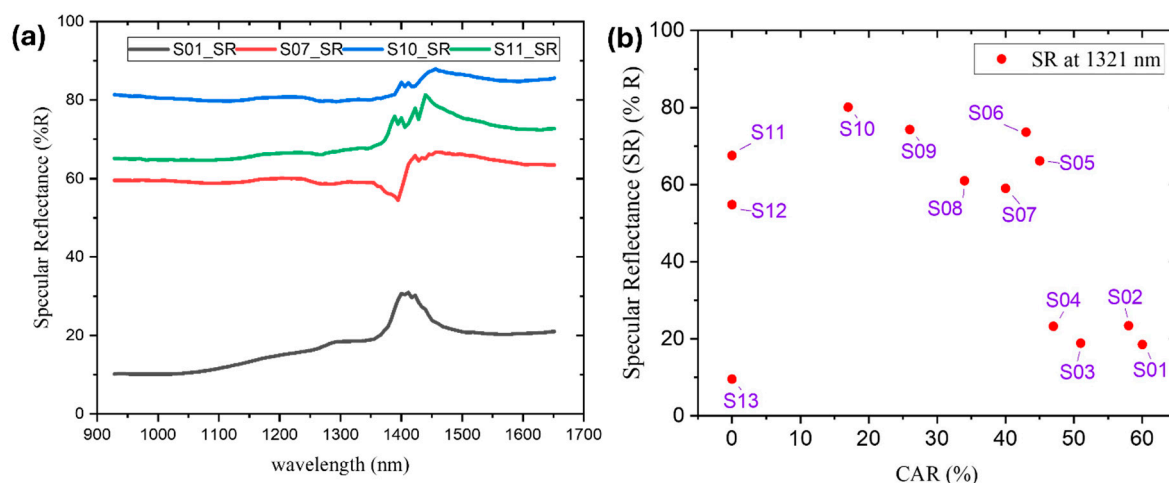 (a)
100
80
60
40
20
0
Specular Reflectance (%R)
S01_SR S07_SR S10_SR S11_SR
900 1000 1100 1200 1300 1400 1500 1600 1700
wavelength (nm)
(b)
100
80
60
40
20
0
Specular Reflectance (SR) (% R)
SR at 1321 nm
S11
S10
S06
S09
S05
S12
S08
S07
S04
S02
S03
S01
S13
0 10 20 30 40 50 60
CAR (%)